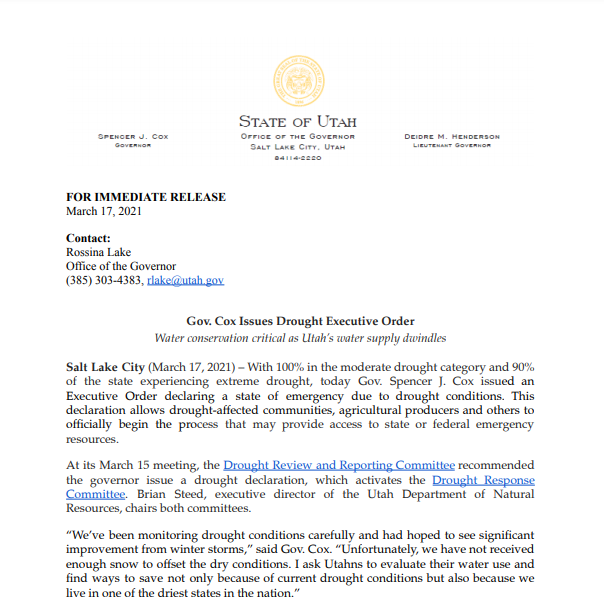 STATE OF UTAH
SPENCER J. COX
GOVERNOR
OFFICE OF THE GOVERNOR
SALT LAKE CITY, UTAH
84114-2220
DEIDRE M. HENDERSON
LIEUTENANT GOVERNOR
FOR IMMEDIATE RELEASE
March 17, 2021
Contact:
Rossina Lake
Office of the Governor
(385) 303-4383, rlake@utah.gov
Gov. Cox Issues Drought Executive Order
Water conservation critical as Utah's water supply dwindles
Salt Lake City (March 17, 2021) – With 100% in the moderate drought category and 90%
of the state experiencing extreme drought, today Gov. Spencer J. Cox issued an
Executive Order declaring a state of emergency due to drought conditions. This
declaration allows drought-affected communities, agricultural producers and others to
officially begin the process that may provide access to state or federal emergency
resources.
At its March 15 meeting, the Drought Review and Reporting Committee recommended
the governor issue a drought declaration, which activates the Drought Response
Committee. Brian Steed, executive director of the Utah Department of Natural
Resources, chairs both committees.
“We’ve been monitoring drought conditions carefully and had hoped to see significant
improvement from winter storms,” said Gov. Cox. “Unfortunately, we have not received
enough snow to offset the dry conditions. I ask Utahns to evaluate their water use and
find ways to save not only because of current drought conditions but also because we
live in one of the driest states in the nation.”